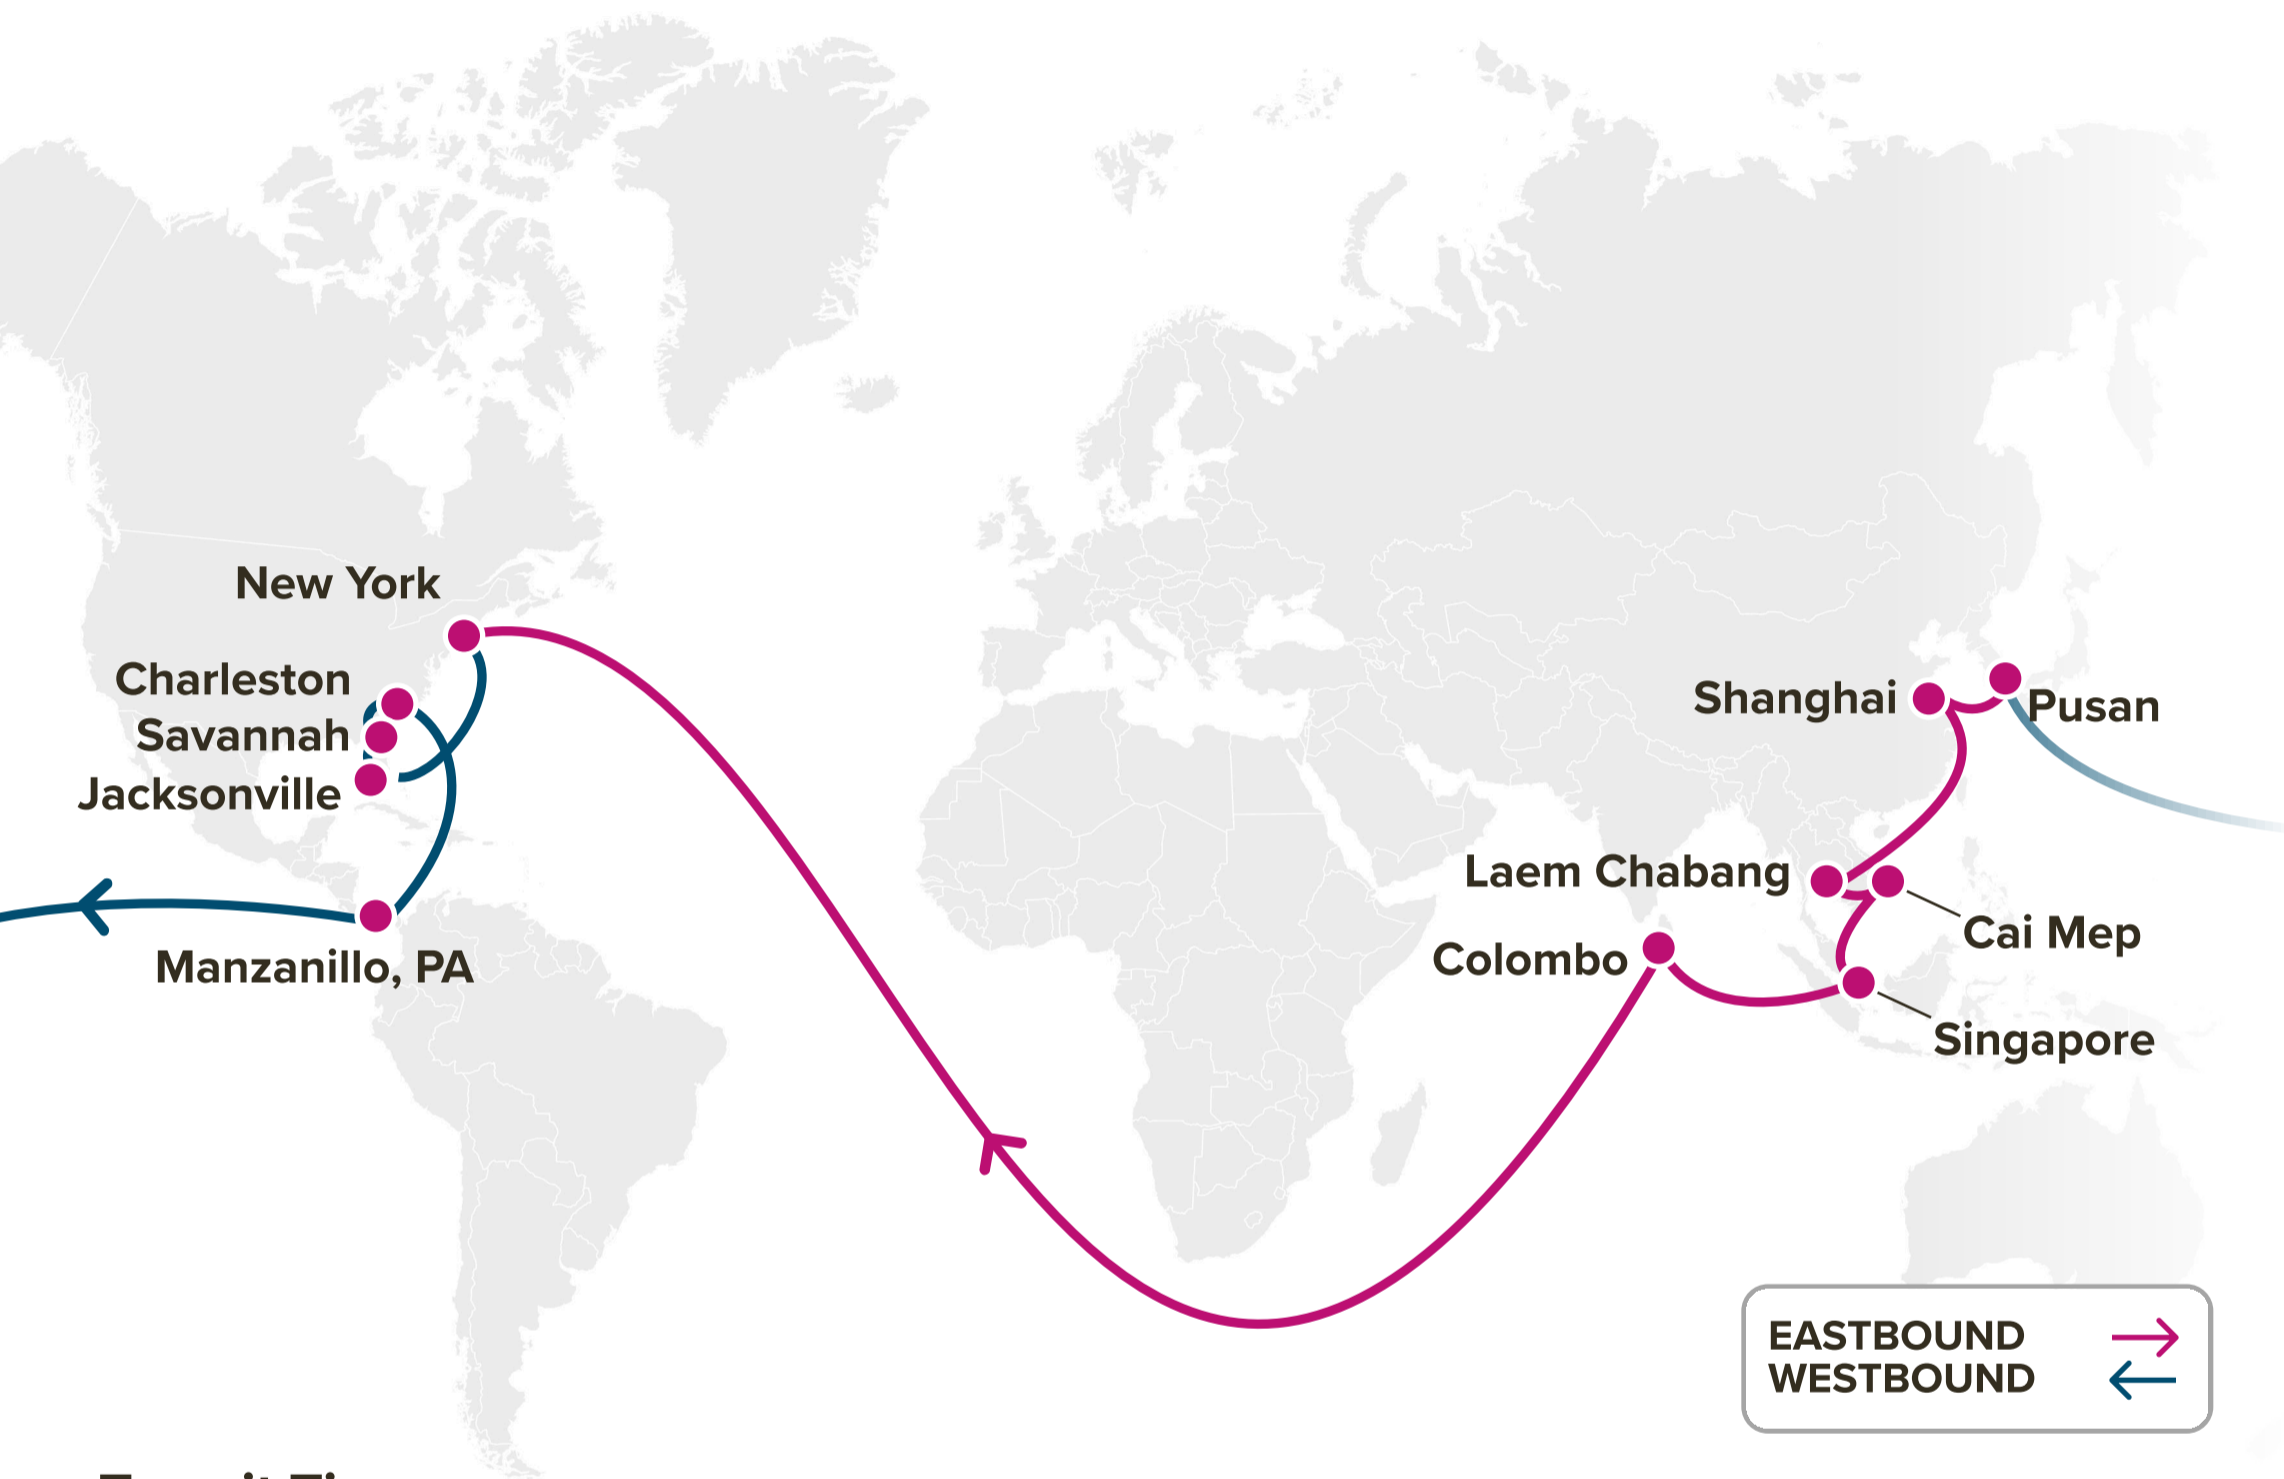 New York
Charleston
Savannah
Jacksonville
Manzanillo, PA
Shanghai
Pusan
Laem Chabang
Cai Mep
Colombo
Singapore
EASTBOUND
WESTBOUND